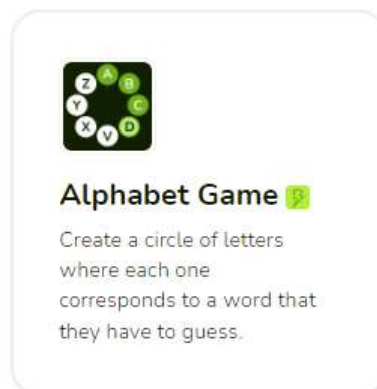 A
B
C
D
V
X
Y
Z
Alphabet Game
Create a circle of letters
where each one
corresponds to a word that
they have to guess.